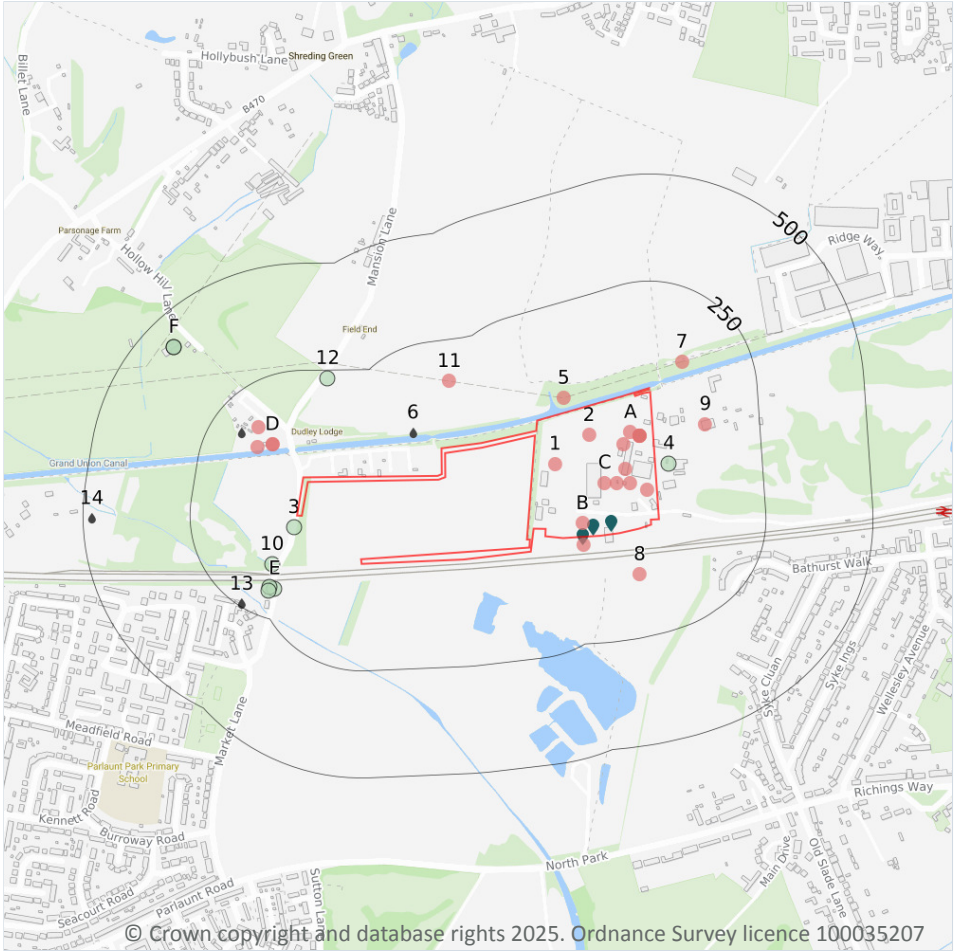 Billet Lane
Hollybush Lane
Shreding Green
B470
Parsonage Farm
Hollow Hill Lane
Mansion Lane
500
Ridge Way
250
F
Field End
7
12
11
5
D
6
Dudley Lodge
2
A
9
Grand Union Canal
1
C
4
14
3
B
10
E
13
8
Bathurst Walk
Syke Cluan
Syke Ings
Wellesley Avenue
Market Lane
Meadfield Road
Parlaunt Park Primary
School
Kennett Road
Burroway Road
Richings Way
North Park
Main Drive
Old Slade Lane
Parlaunt Road
Seacourt Road
Sutton Lane
© Crown copyright and database rights 2025. Ordnance Survey licence 100035207